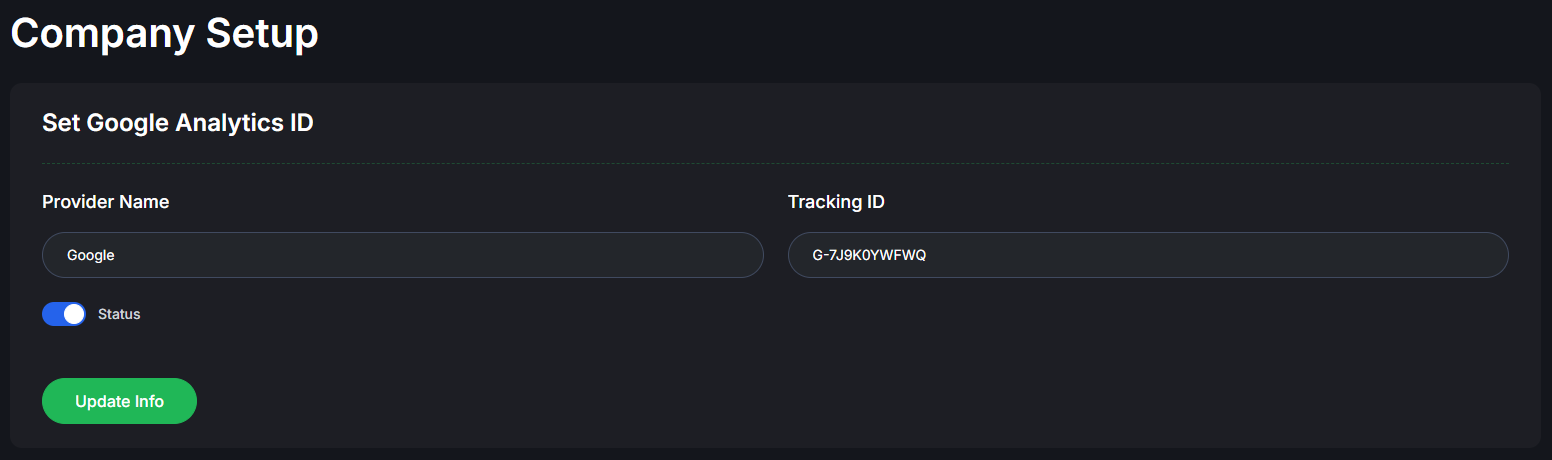 Company Setup
Set Google Analytics ID
Provider Name
Tracking ID
Google
G-7J9K0YWFWQ
Status
Update Info